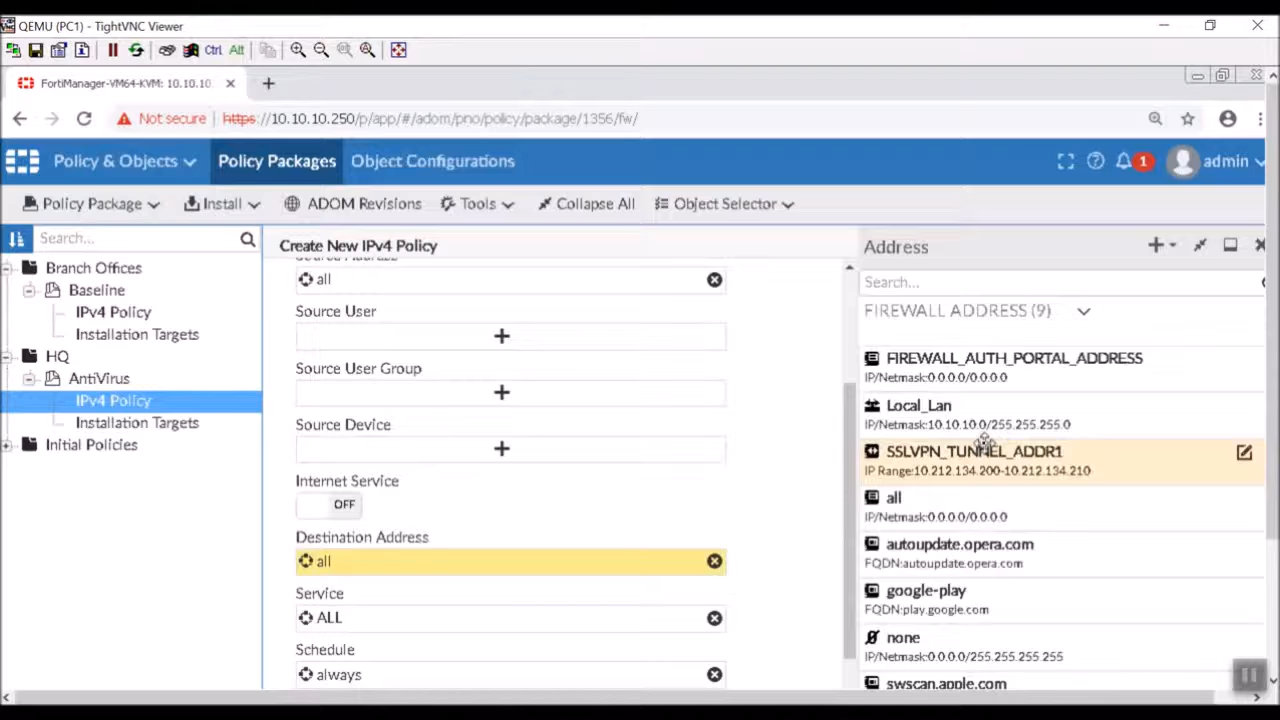 QEMU (PC1) - TightVNC Viewer
Ctrl Alt
FortiManager-VM64-KVM: 10.10.10
Not secure https://10.10.10.250/p/app/#/adom/pno/policy/package/1356/fw/
Policy & Objects Policy Packages Object Configurations 1 admin
Policy Package Install ADOM Revisions Tools Collapse All Object Selector
Search...
Branch Offices
Baseline
IPv4 Policy
Installation Targets
HQ
AntiVirus
IPv4 Policy
Installation Targets
Initial Policies
Create New IPv4 Policy
Source Address
all
Source User
Source User Group
Source Device
Internet Service
OFF
Destination Address
all
Service
ALL
Schedule
always
Address
Search...
FIREWALL ADDRESS (9)
FIREWALL_AUTH_PORTAL_ADDRESS
IP/Netmask:0.0.0.0/0.0.0.0
Local_Lan
IP/Netmask:10.10.10.0/255.255.255.0
SSLVPN_TUNNEL_ADDR1
IP Range:10.212.134.200-10.212.134.210
all
IP/Netmask:0.0.0.0/0.0.0.0
autoupdate.opera.com
FQDN:autoupdate.opera.com
google-play
FQDN:play.google.com
none
IP/Netmask:0.0.0.0/255.255.255.255
swscan.apple.com